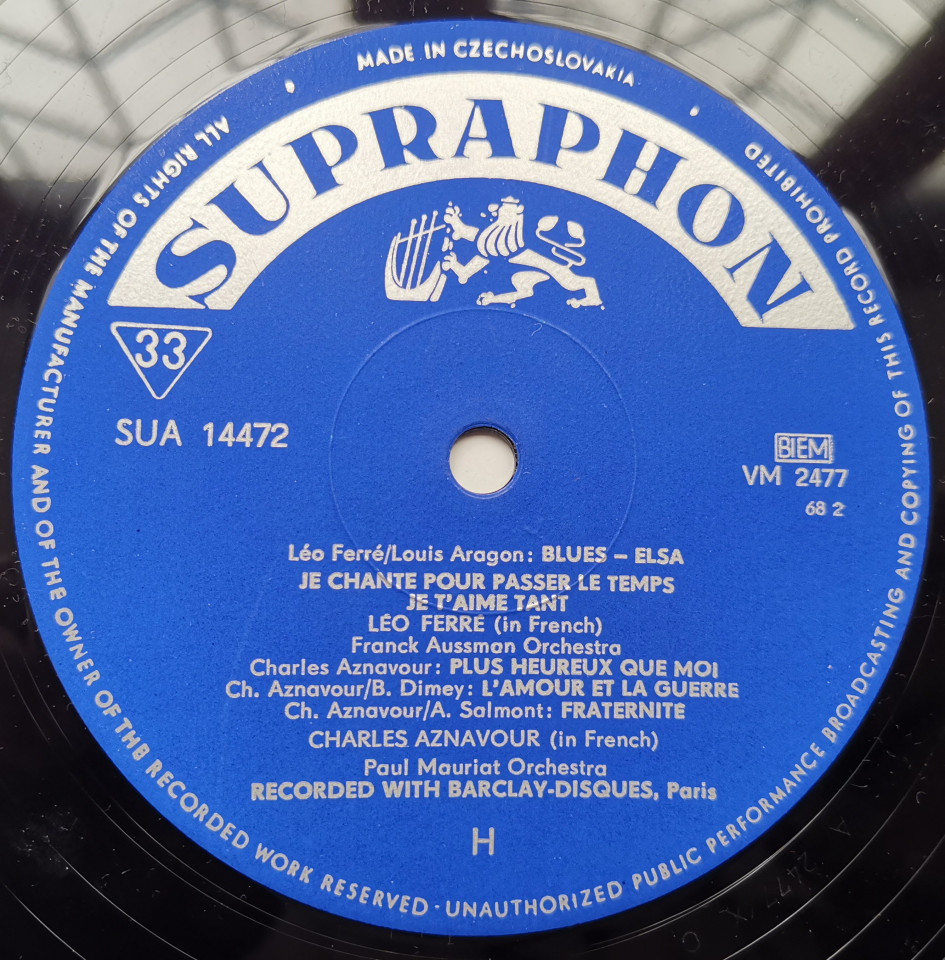 MADE IN CZECHOSLOVAKIA
ALL RIGHTS OF THE MANUFACTURER AND OF THE OWNER OF THE RECORDED WORK RESERVED · UNAUTHORIZED PUBLIC PERFORMANCE BROADCASTING AND COPYING OF THIS RECORD PROHIBITED
SUPRAPHON
33
SUA 14472
BIEM
VM 2477
68 2
Léo Ferré/Louis Aragon: BLUES – ELSA
JE CHANTE POUR PASSER LE TEMPS
JE T'AIME TANT
LÉO FERRÉ (in French)
Franck Aussman Orchestra
Charles Aznavour: PLUS HEUREUX QUE MOI
Ch. Aznavour/B. Dimey: L'AMOUR ET LA GUERRE
Ch. Aznavour/A. Salmont: FRATERNITÉ
CHARLES AZNAVOUR (in French)
Paul Mauriat Orchestra
RECORDED WITH BARCLAY-DISQUES, Paris
H